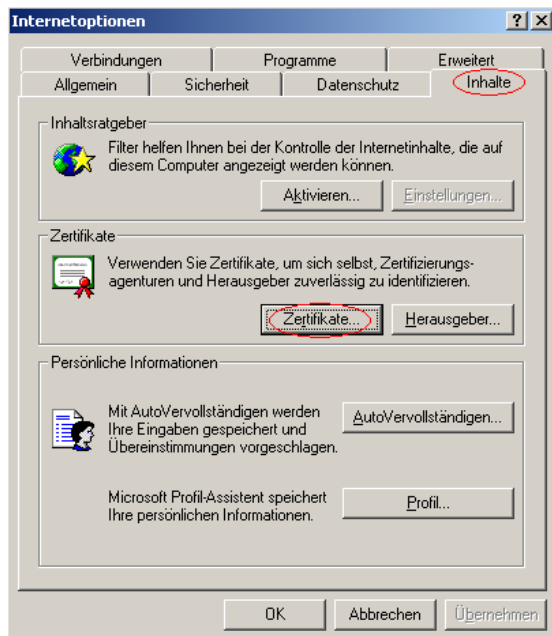 Internetoptionen
Verbindungen Programme Erweitert
Allgemein Sicherheit Datenschutz Inhalte
Inhaltsratgeber
Filter helfen Ihnen bei der Kontrolle der Internetinhalte, die auf
diesem Computer angezeigt werden können.
Aktivieren... Einstellungen...
Zertifikate
Verwenden Sie Zertifikate, um sich selbst, Zertifizierungs-
agenturen und Herausgeber zuverlässig zu identifizieren.
Zertifikate... Herausgeber...
Persönliche Informationen
Mit AutoVervollständigen werden
Ihre Eingaben gespeichert und
Übereinstimmungen vorgeschlagen.
AutoVervollständigen...
Microsoft Profil-Assistent speichert
Ihre persönlichen Informationen.
Profil...
OK Abbrechen Übernehmen